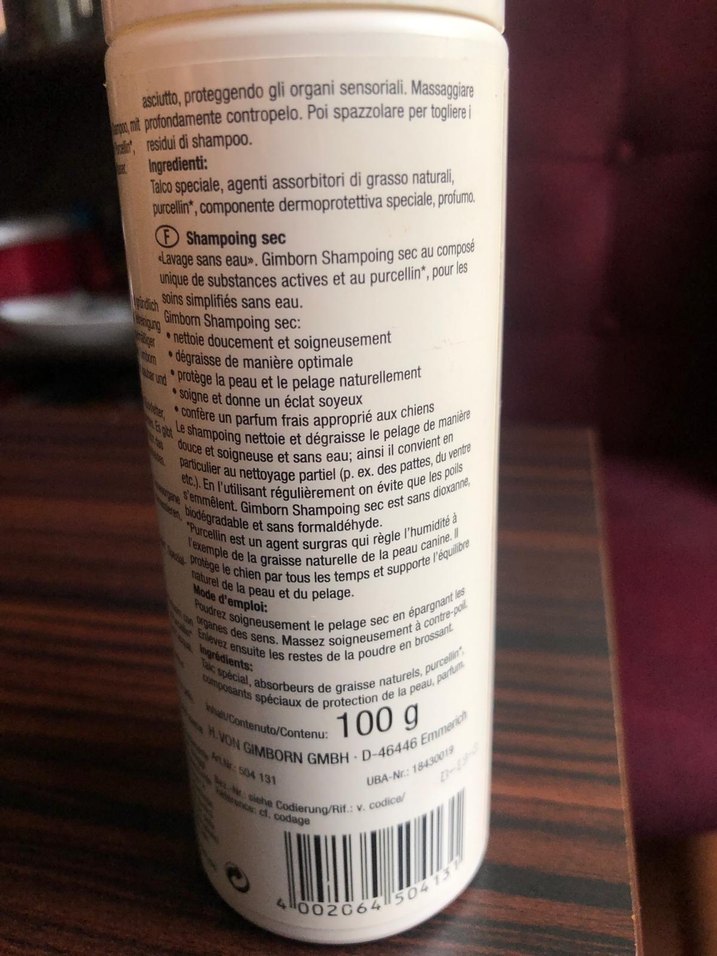 asciutto, proteggendo gli organi sensoriali. Massaggiare
profondamente contropelo. Poi spazzolare per togliere i
residui di shampoo.
Ingredienti:
Talco speciale, agenti assorbitori di grasso naturali,
purcellin*, componente dermoprotettiva speciale, profumo.
F Shampoing sec
«Lavage sans eau». Gimborn Shampoing sec au composé
unique de substances actives et au purcellin*, pour les
soins simplifiés sans eau.
Gimborn Shampoing sec:
• nettoie doucement et soigneusement
• dégraisse de manière optimale
• protège la peau et le pelage naturellement
• soigne et donne un éclat soyeux
• confère un parfum frais approprié aux chiens
Le shampoing nettoie et dégraisse le pelage de manière
douce et soigneuse et sans eau; ainsi il convient en
particulier au nettoyage partiel (p. ex. des pattes, du ventre
etc.). En l'utilisant régulièrement on évite que les poils
s'emmêlent. Gimborn Shampoing sec est sans dioxanne,
biodégradable et sans formaldéhyde.
*Purcellin est un agent surgras qui règle l'humidité à
l'exemple de la graisse naturelle de la peau canine. Il
protège le chien par tous les temps et supporte l'équilibre
naturel de la peau et du pelage.
Mode d'emploi:
Poudrez soigneusement le pelage sec en épargnant les
organes des sens. Massez soigneusement à contre-poil.
Enlevez ensuite les restes de la poudre en brossant.
Ingrédients:
Talc spécial, absorbeurs de graisse naturels, purcellin*,
composants spéciaux de protection de la peau, parfum.
Inhalt/Contenuto/Contenu: 100 g
H. VON GIMBORN GMBH · D-46446 Emmerich
Art.Nr.: 504 131
UBA-Nr.: 18430019
siehe Codierung/Rif.: v. codice/
Référence: cf. codage
4 002064 504131